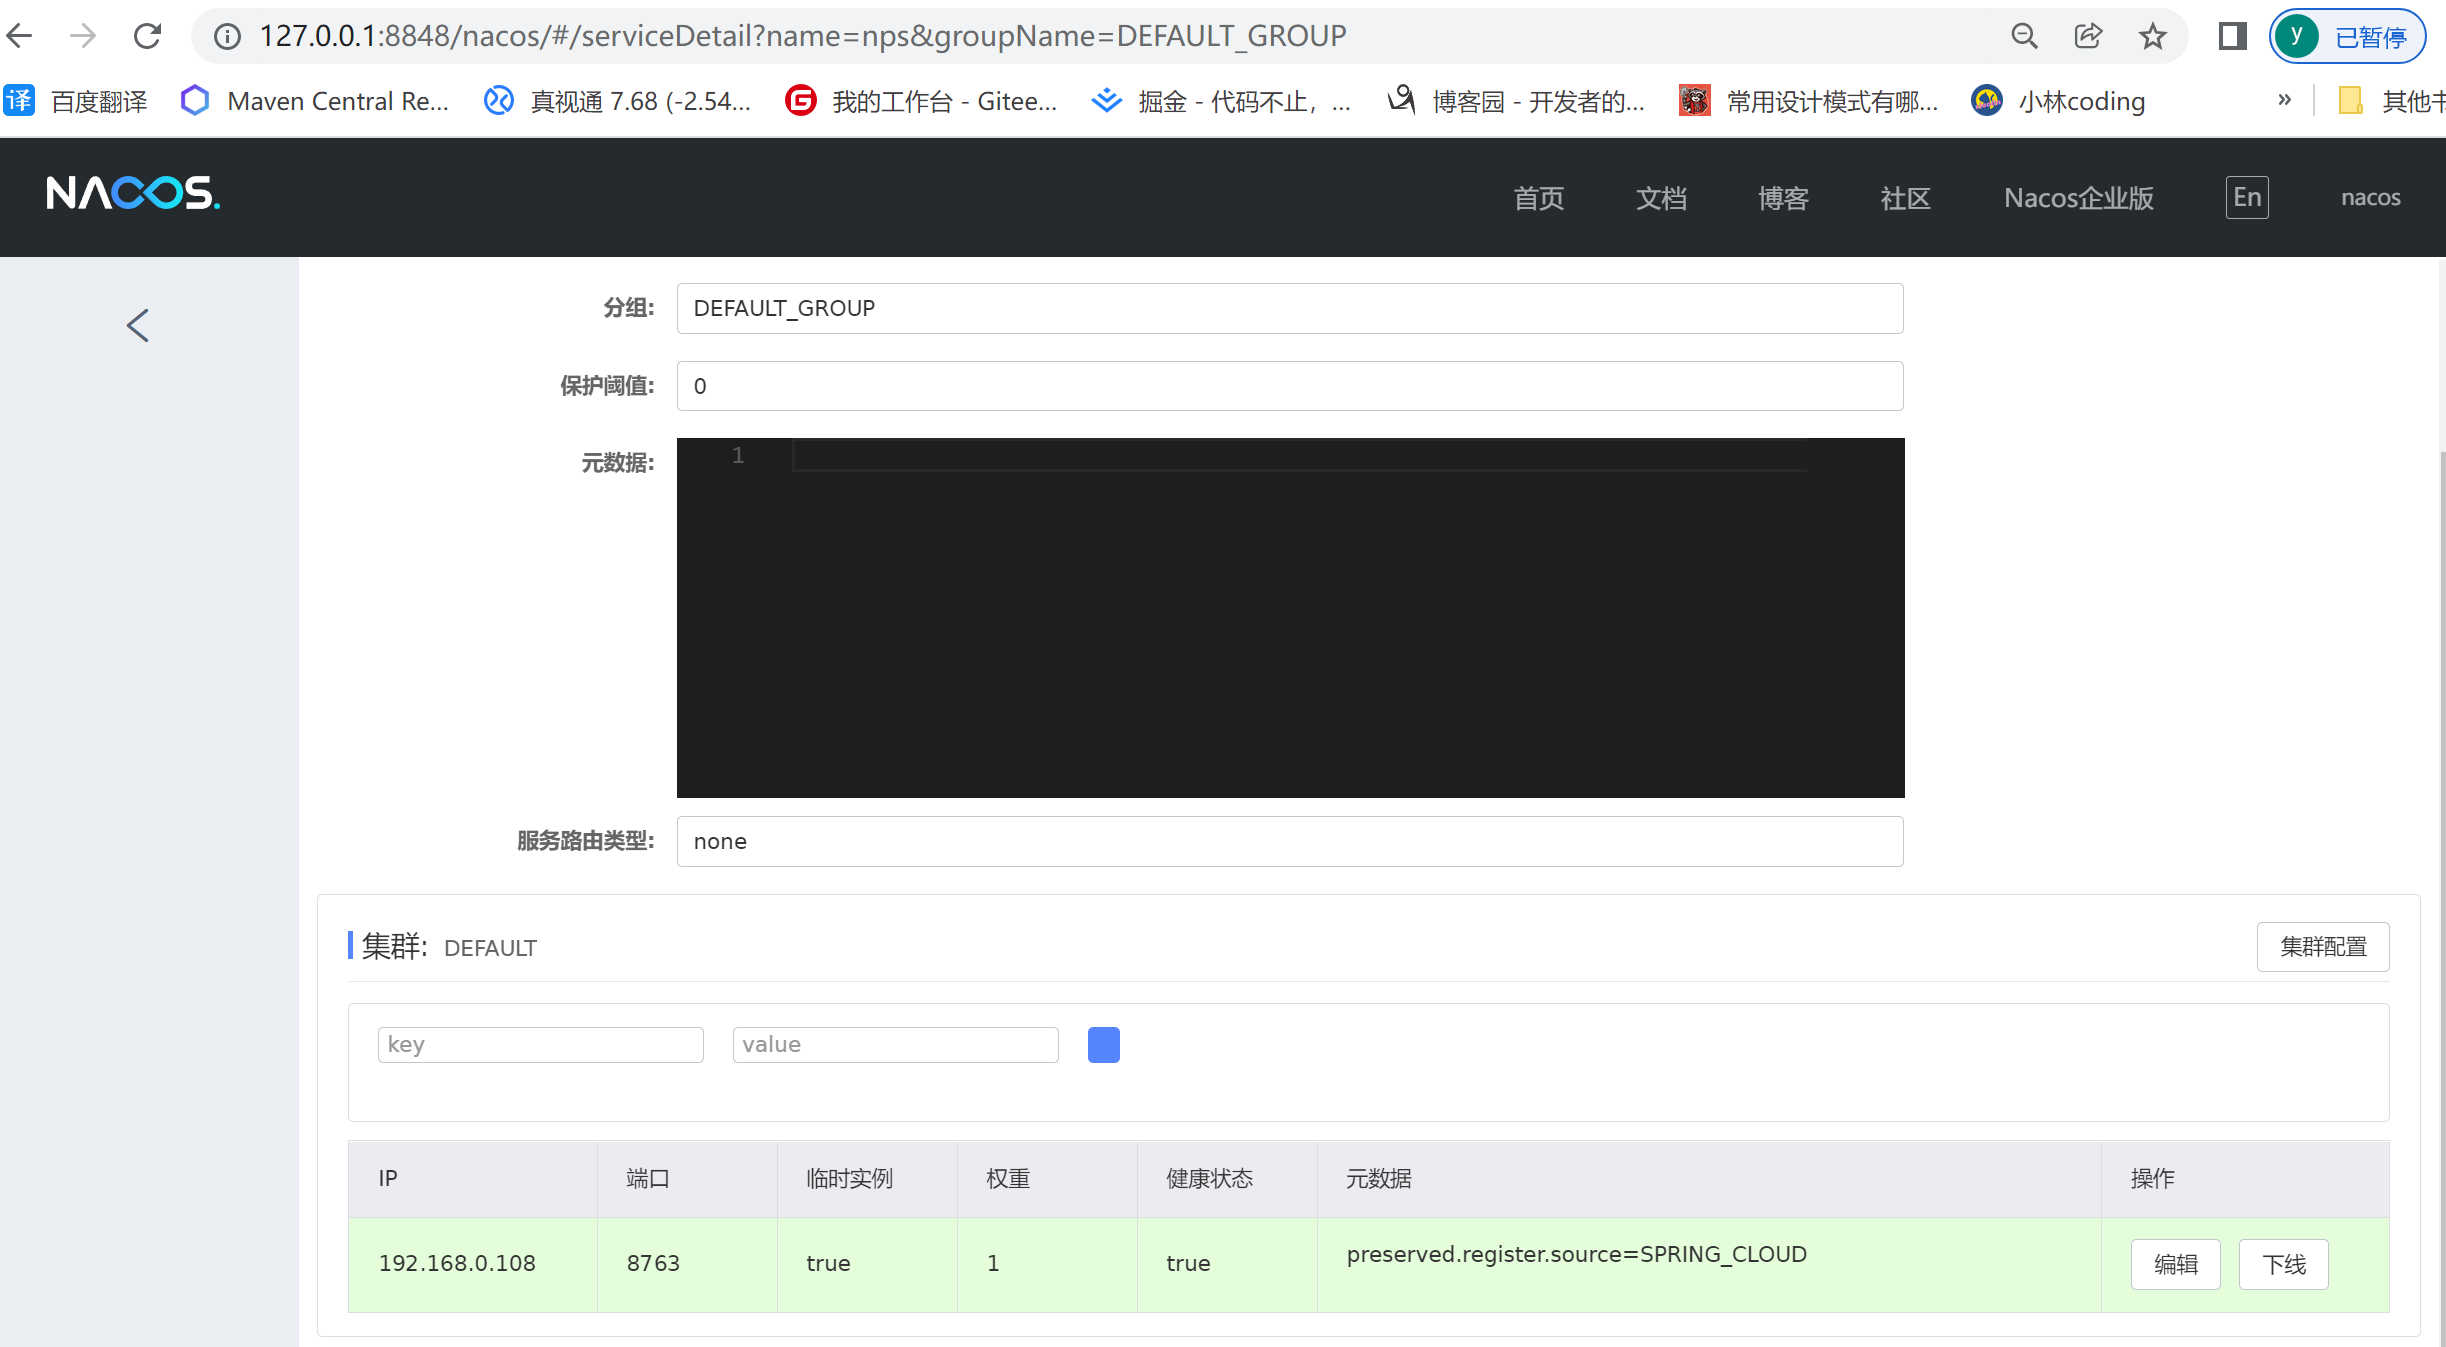 127.0.0.1:8848/nacos/#/serviceDetail?name=nps&groupName=DEFAULT_GROUP
y 已暂停
译 百度翻译 Maven Central Re... 真视通 7.68 (-2.54... 我的工作台 - Gitee... 掘金 - 代码不止，... 博客园 - 开发者的... 常用设计模式有哪... 小林coding » 其他书
NACOS. 首页 文档 博客 社区 Nacos企业版 En nacos
分组: DEFAULT_GROUP
保护阈值: 0
元数据: 1
服务路由类型: none
集群: DEFAULT 集群配置
key value
IP 端口 临时实例 权重 健康状态 元数据 操作
192.168.0.108 8763 true 1 true preserved.register.source=SPRING_CLOUD 编辑 下线